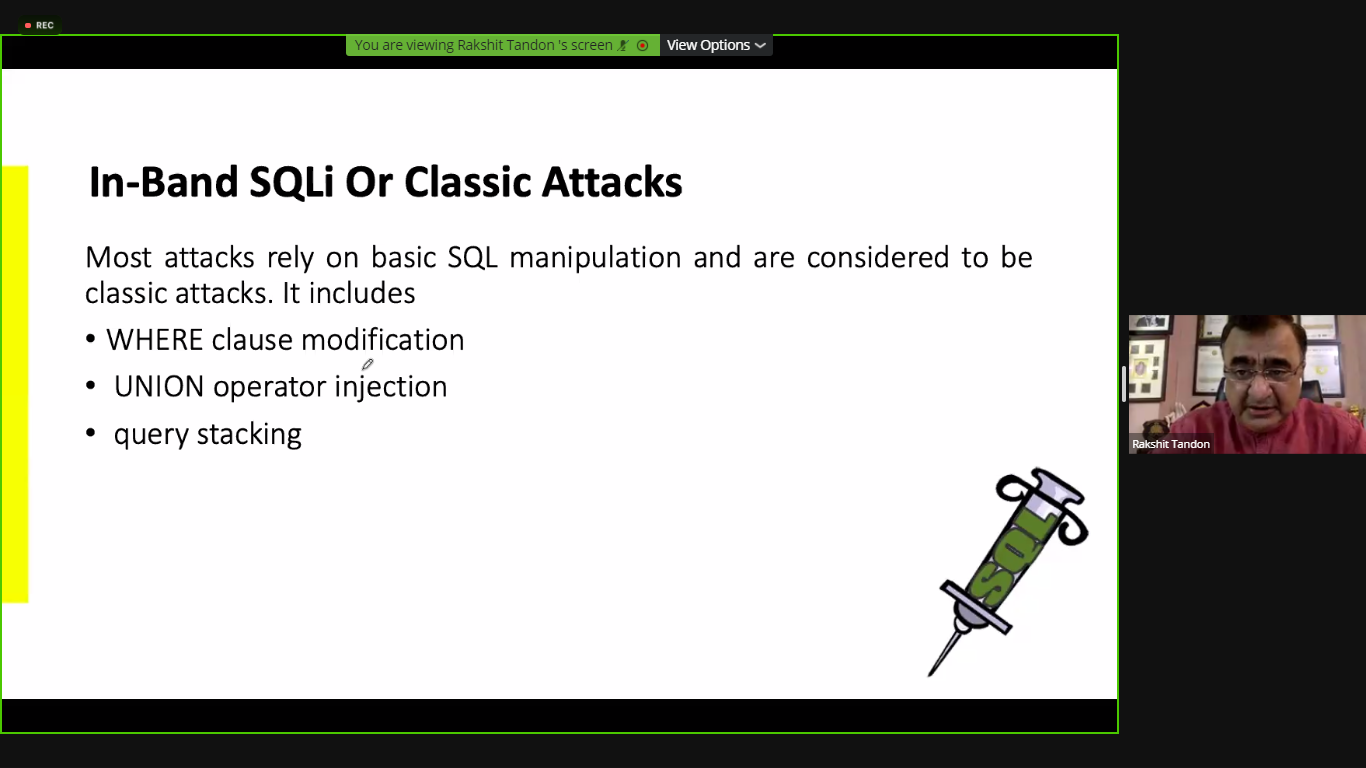 REC
You are viewing Rakshit Tandon 's screen
View Options
In-Band SQLi Or Classic Attacks
Most attacks rely on basic SQL manipulation and are considered to be
classic attacks. It includes
• WHERE clause modification
• UNION operator injection
• query stacking
SQL
Rakshit Tandon